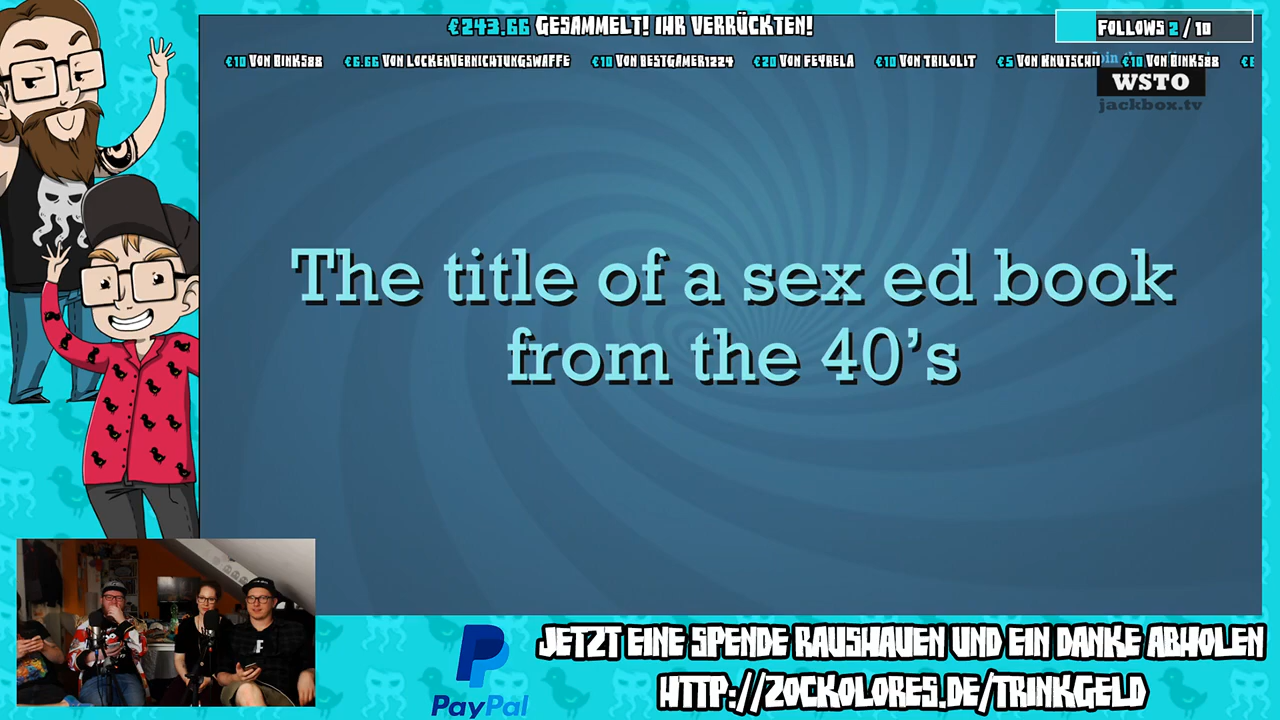 €243.66 GESAMMELT! IHR VERRÜCKTEN!
FOLLOWS 2 / 10
€10 VON OINK588 €6.66 VON LOCKENVERNICHTUNGSWAFFE €10 VON BESTGAMER1224 €20 VON FEYRELA €10 VON TRILOLIT €5 VON KNUTSCHI €10 VON OINK588
WSTO
jackbox.tv
The title of a sex ed book
from the 40's
JETZT EINE SPENDE RAUSHAUEN UND EIN DANKE ABHOLEN
HTTP://ZOCKOLORES.DE/TRINKGELD
PayPal